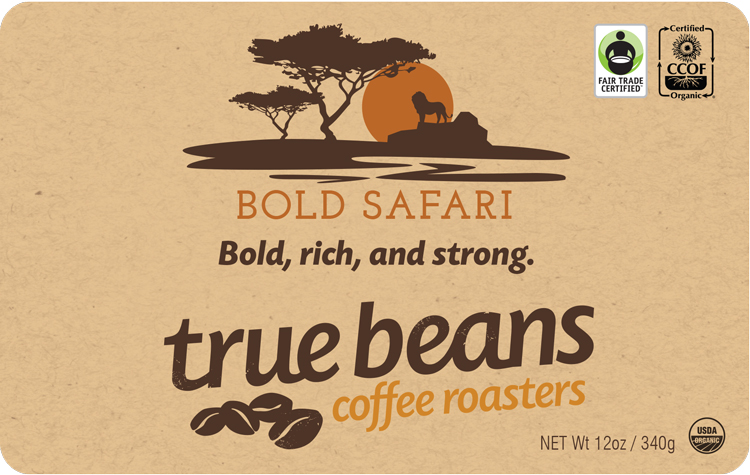 FAIR TRADE
CERTIFIED
Certified
CCOF
Organic
BOLD SAFARI
Bold, rich, and strong.
true beans
coffee roasters
NET Wt 12oz / 340g
USDA
ORGANIC